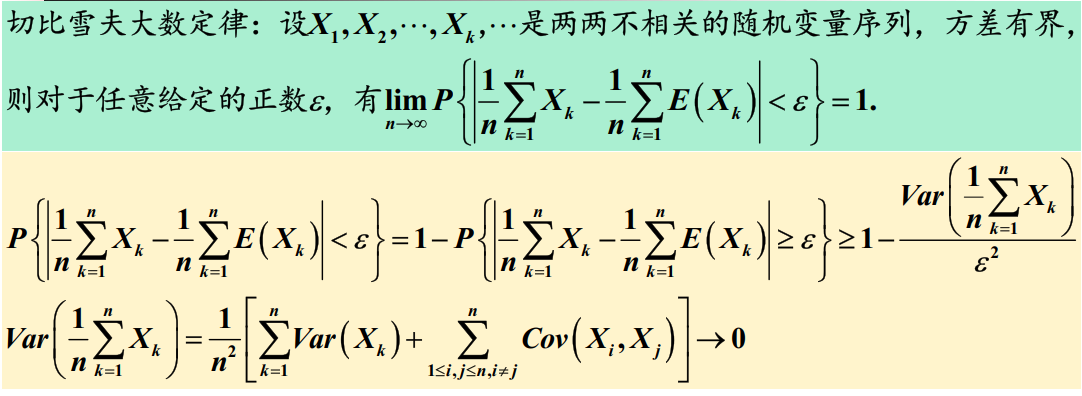 切比雪夫大数定律：设X₁,X₂,⋯,Xₖ,⋯是两两不相关的随机变量序列，方差有界，
则对于任意给定的正数ε，有lim_{n→∞} P{|1/n ∑_{k=1}^{n} Xₖ − 1/n ∑_{k=1}^{n} E(Xₖ)| < ε} = 1.
P{|1/n ∑_{k=1}^{n} Xₖ − 1/n ∑_{k=1}^{n} E(Xₖ)| < ε} = 1 − P{|1/n ∑_{k=1}^{n} Xₖ − 1/n ∑_{k=1}^{n} E(Xₖ)| ≥ ε} ≥ 1 − Var(1/n ∑_{k=1}^{n} Xₖ)/ε²
Var(1/n ∑_{k=1}^{n} Xₖ) = 1/n² [∑_{k=1}^{n} Var(Xₖ) + ∑_{1≤i,j≤n,i≠j}^{n} Cov(Xᵢ,Xⱼ)] → 0